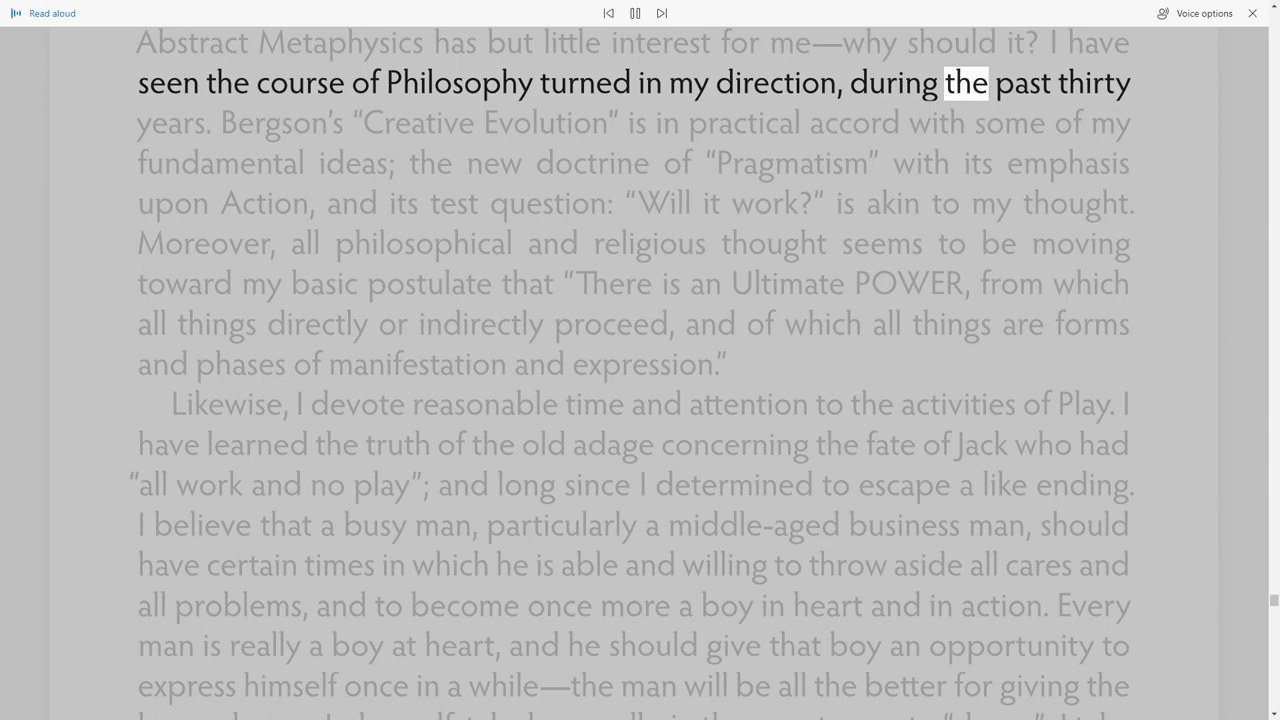 Read aloud
Voice options
Abstract Metaphysics has but little interest for me—why should it? I have
seen the course of Philosophy turned in my direction, during the past thirty
years. Bergson’s “Creative Evolution” is in practical accord with some of my
fundamental ideas; the new doctrine of “Pragmatism” with its emphasis
upon Action, and its test question: “Will it work?” is akin to my thought.
Moreover, all philosophical and religious thought seems to be moving
toward my basic postulate that “There is an Ultimate POWER, from which
all things directly or indirectly proceed, and of which all things are forms
and phases of manifestation and expression.”
Likewise, I devote reasonable time and attention to the activities of Play. I
have learned the truth of the old adage concerning the fate of Jack who had
“all work and no play”; and long since I determined to escape a like ending.
I believe that a busy man, particularly a middle-aged business man, should
have certain times in which he is able and willing to throw aside all cares and
all problems, and to become once more a boy in heart and in action. Every
man is really a boy at heart, and he should give that boy an opportunity to
express himself once in a while—the man will be all the better for giving the